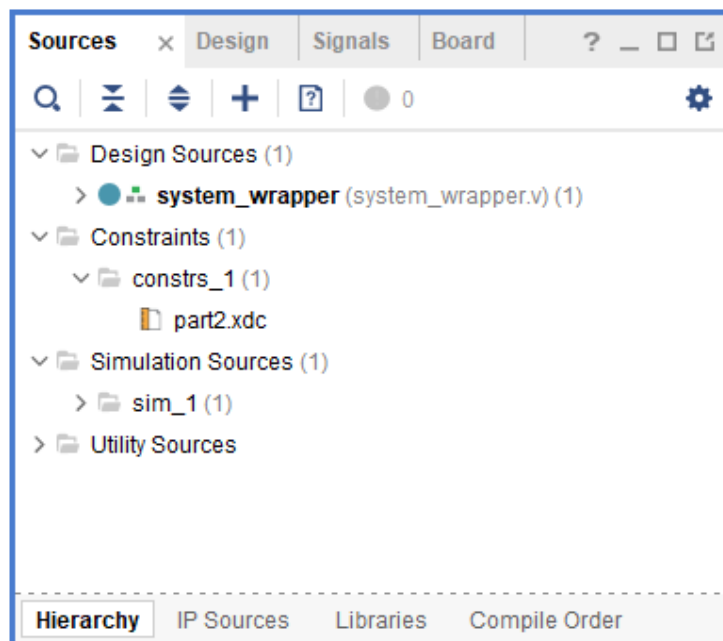 Sources × Design Signals Board ?
0
Design Sources (1)
system_wrapper (system_wrapper.v) (1)
Constraints (1)
constrs_1 (1)
part2.xdc
Simulation Sources (1)
sim_1 (1)
Utility Sources
Hierarchy IP Sources Libraries Compile Order